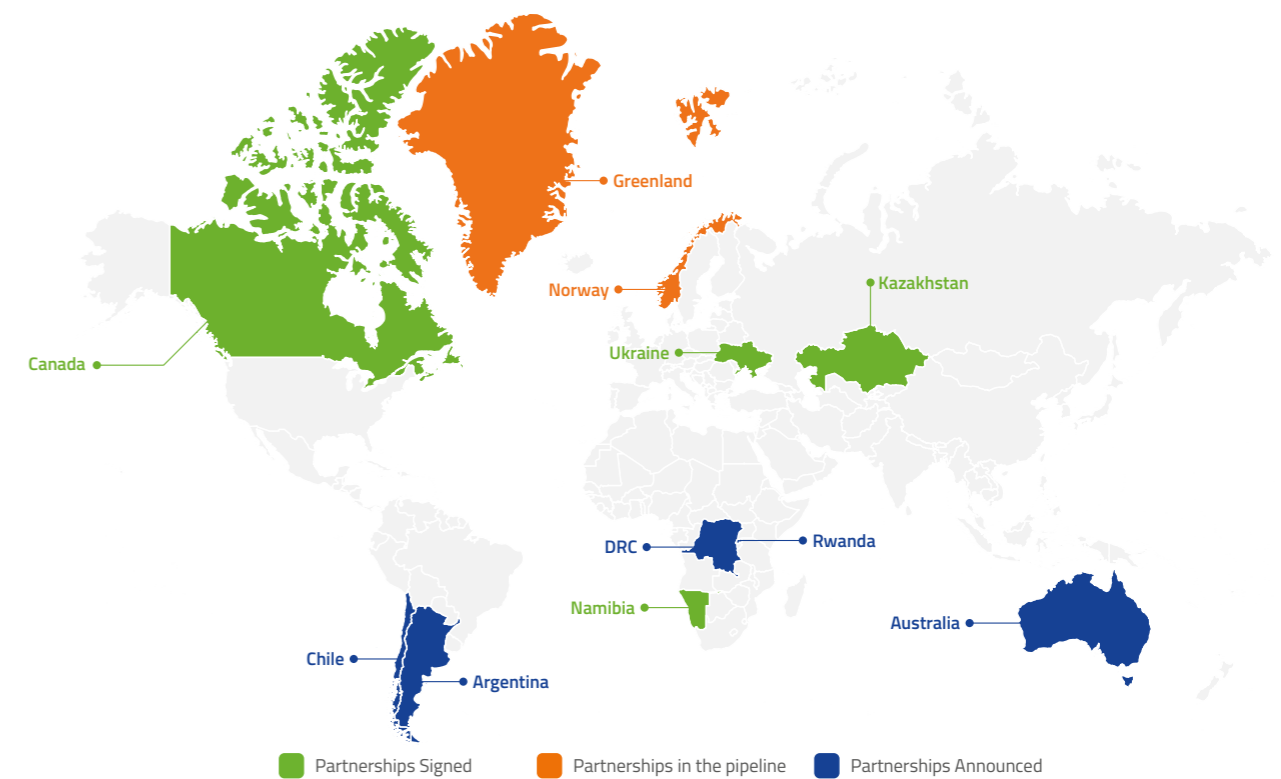 Greenland
Kazakhstan
Norway
Ukraine
Canada
DRC
Rwanda
Namibia
Australia
Chile
Argentina
Partnerships Signed
Partnerships in the pipeline
Partnerships Announced